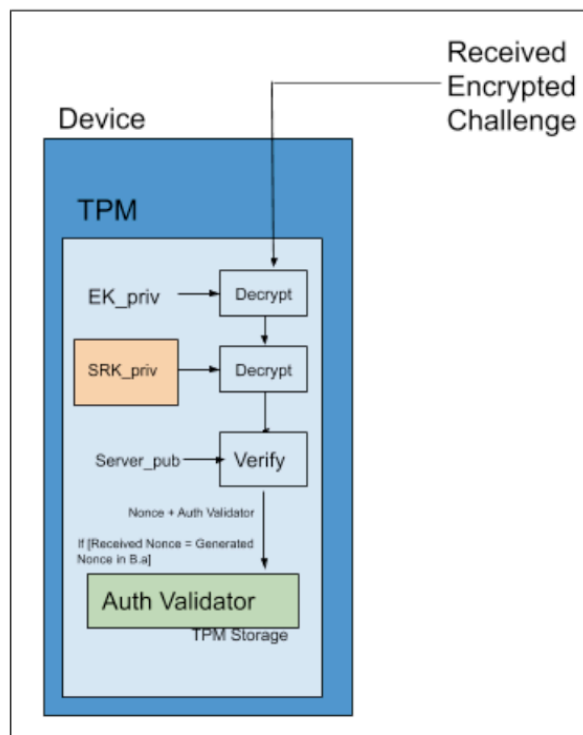 Received
Encrypted
Challenge
Device
TPM
EK_priv
Decrypt
SRK_priv
Decrypt
Server_pub
Verify
Nonce + Auth Validator
If [Received Nonce = Generated
Nonce in B.a]
Auth Validator
TPM Storage